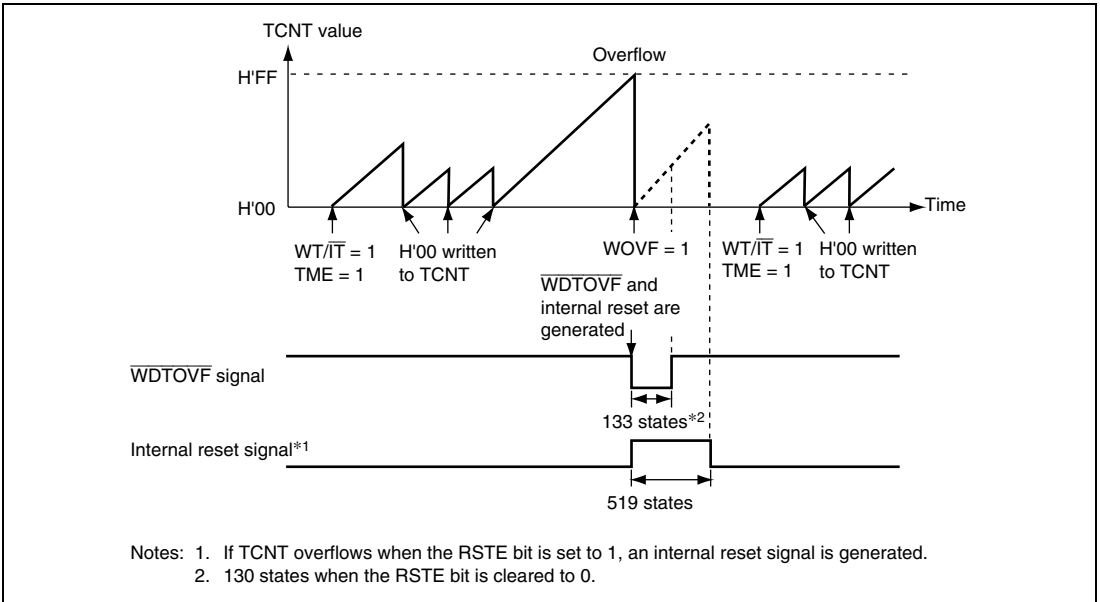 TCNT value
Overflow
H'FF
H'00
Time
WT/IT = 1
TME = 1
H'00 written
to TCNT
WOVF = 1
WT/IT = 1
TME = 1
H'00 written
to TCNT
WDTOVF and
internal reset are
generated
WDTOVF signal
133 states*2
Internal reset signal*1
519 states
Notes: 1. If TCNT overflows when the RSTE bit is set to 1, an internal reset signal is generated.
2. 130 states when the RSTE bit is cleared to 0.